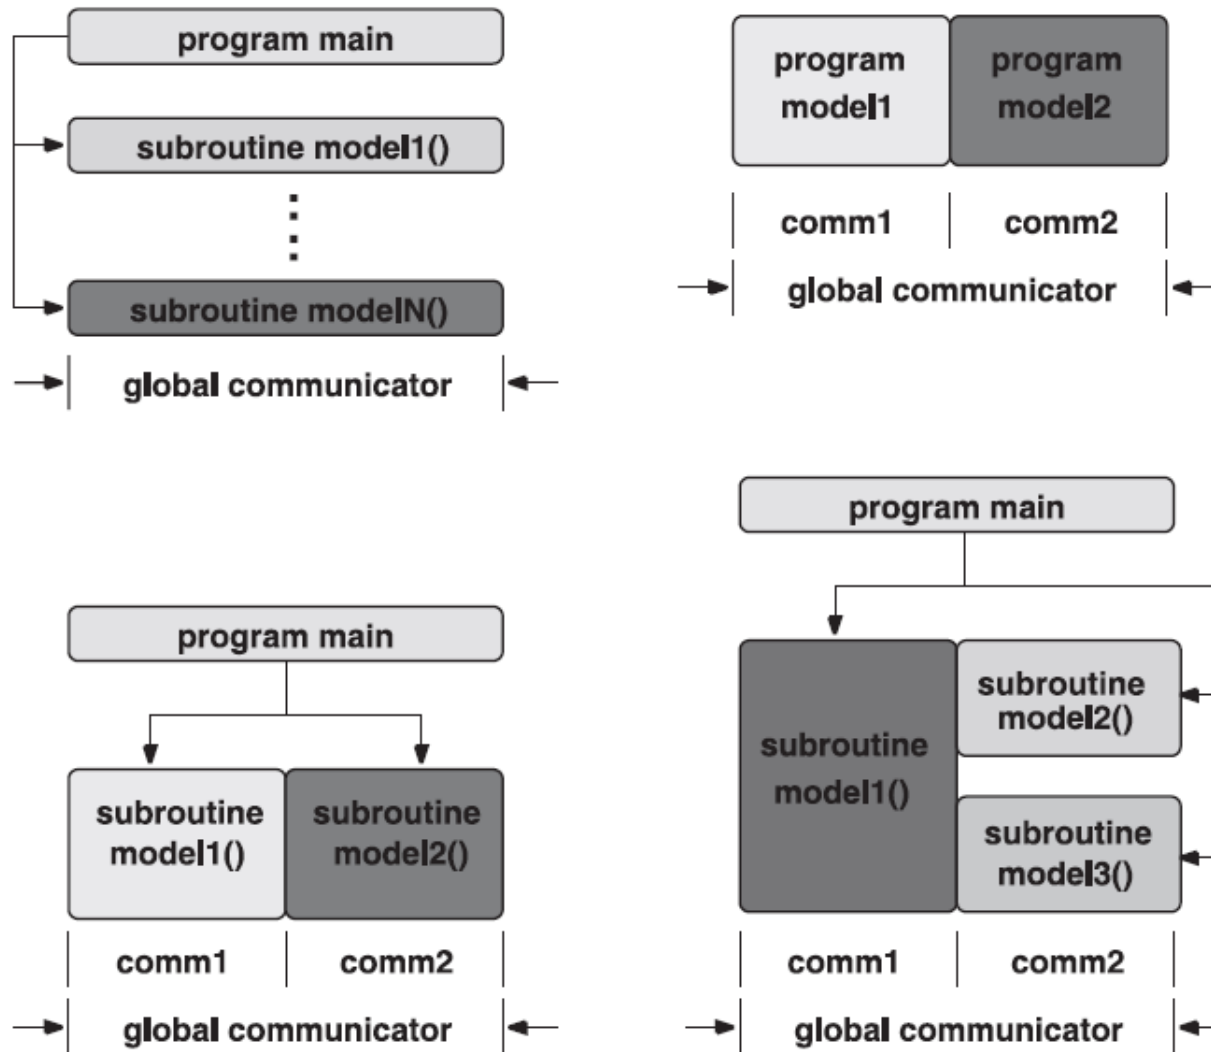 program main
subroutine model1()
subroutine modelN()
global communicator
program
model1
program
model2
comm1
comm2
global communicator
program main
subroutine
model1()
subroutine
model2()
comm1
comm2
global communicator
program main
subroutine
model1()
subroutine
model2()
subroutine
model3()
comm1
comm2
global communicator